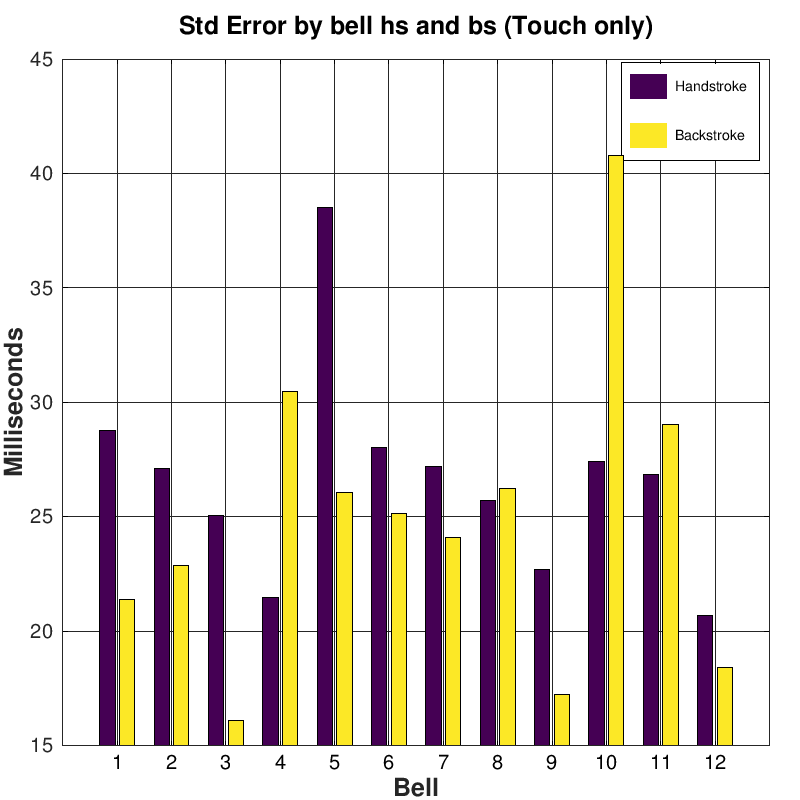 Std Error by bell hs and bs (Touch only)
45
40
35
30
25
20
15
Milliseconds
Handstroke
Backstroke
1 2 3 4 5 6 7 8 9 10 11 12
Bell